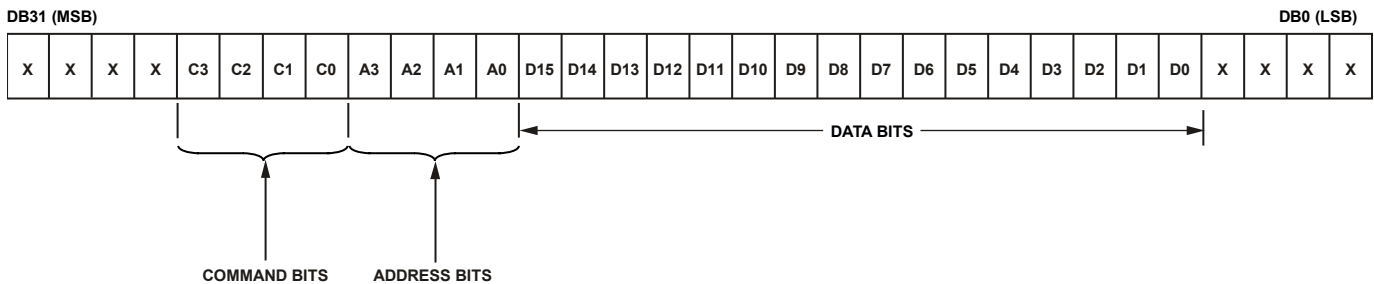 DB31 (MSB) DB0 (LSB)
X X X X C3 C2 C1 C0 A3 A2 A1 A0 D15 D14 D13 D12 D11 D10 D9 D8 D7 D6 D5 D4 D3 D2 D1 D0 X X X X
DATA BITS
COMMAND BITS ADDRESS BITS